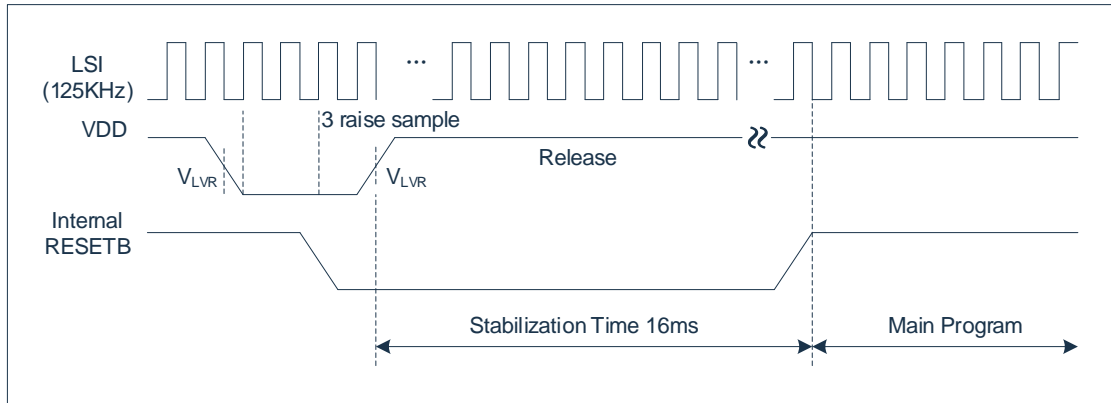 LSI
(125KHz)
...
...
3 raise sample
VDD
VLVR
VLVR
Release
Internal
RESETB
Stabilization Time 16ms
Main Program